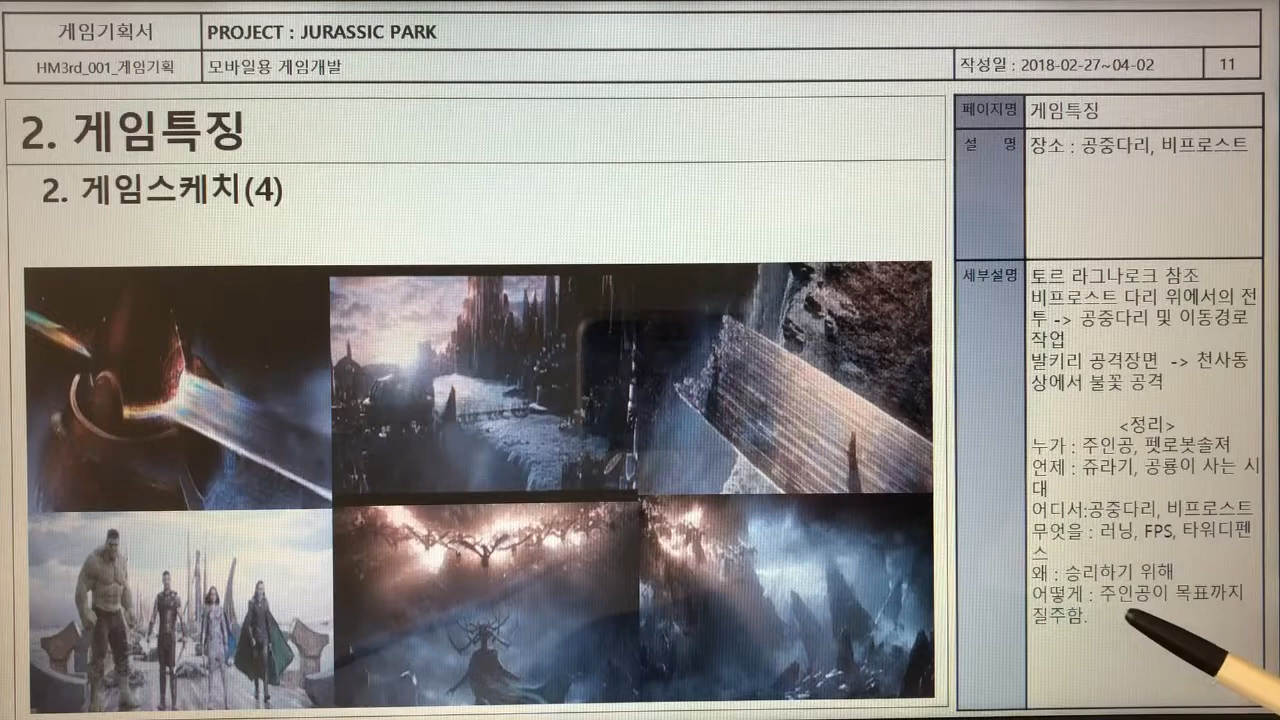 게임기획서
PROJECT : JURASSIC PARK
HM3rd_001_게임기획
모바일용 게임개발
작성일 : 2018-02-27~04-02
11
2. 게임특징
2. 게임스케치(4)
페이지명
게임특징
설 명
장소 : 공중다리, 비프로스트
세부설명
토르 라그나로크 참조
비프로스트 다리 위에서의 전
투 -> 공중다리 및 이동경로
작업
발키리 공격장면 -> 천사동
상에서 불꽃 공격
<정리>
누가 : 주인공, 펫로봇솔져
언제 : 쥬라기, 공룡이 사는 시
대
어디서:공중다리, 비프로스트
무엇을 : 러닝, FPS, 타워디펜
스
왜 : 승리하기 위해
어떻게 : 주인공이 목표까지
질주함.